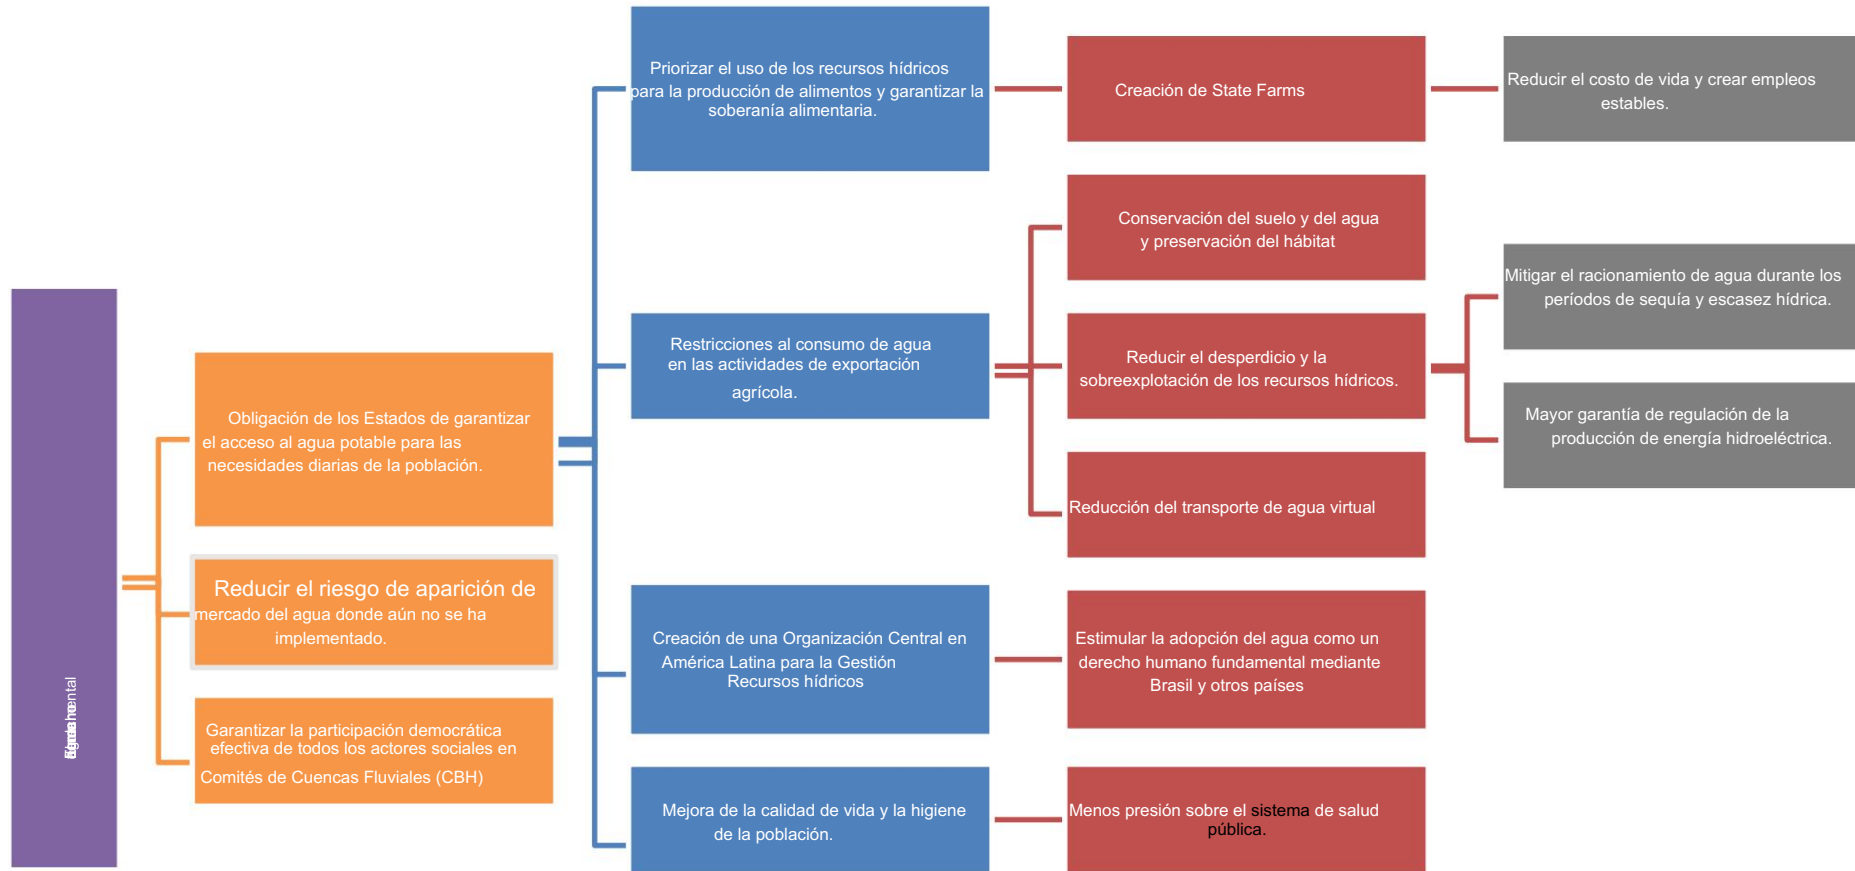 Priorizar el uso de los recursos hídricos
para la producción de alimentos y garantizar la
soberanía alimentaria.
Creación de State Farms
Reducir el costo de vida y crear empleos
estables.
Conservación del suelo y del agua
y preservación del hábitat
Restricciones al consumo de agua
en las actividades de exportación
agrícola.
Reducir el desperdicio y la
sobreexplotación de los recursos hídricos.
Mitigar el racionamiento de agua durante los
períodos de sequía y escasez hídrica.
Mayor garantía de regulación de la
producción de energía hidroeléctrica.
Reducción del transporte de agua virtual
Obligación de los Estados de garantizar
el acceso al agua potable para las
necesidades diarias de la población.
Reducir el riesgo de aparición de
mercado del agua donde aún no se ha
implementado.
Garantizar la participación democrática
efectiva de todos los actores sociales en
Comités de Cuencas Fluviales (CBH)
Creación de una Organización Central en
América Latina para la Gestión
Recursos hídricos
Estimular la adopción del agua como un
derecho humano fundamental mediante
Brasil y otros países
Mejora de la calidad de vida y la higiene
de la población.
Menos presión sobre el sistema de salud
pública.